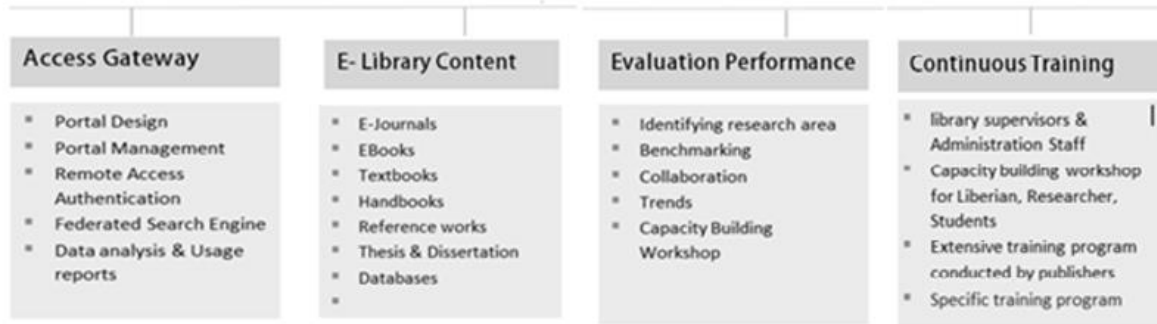 Access Gateway
Portal Design
Portal Management
Remote Access
Authentication
Federated Search Engine
Data analysis & Usage
reports
E- Library Content
E-Journals
EBooks
Textbooks
Handbooks
Reference works
Thesis & Dissertation
Databases
Evaluation Performance
Identifying research area
Benchmarking
Collaboration
Trends
Capacity Building
Workshop
Continuous Training
library supervisors &
Administration Staff
Capacity building workshop
for Liberian, Researcher,
Students
Extensive training program
conducted by publishers
Specific training program